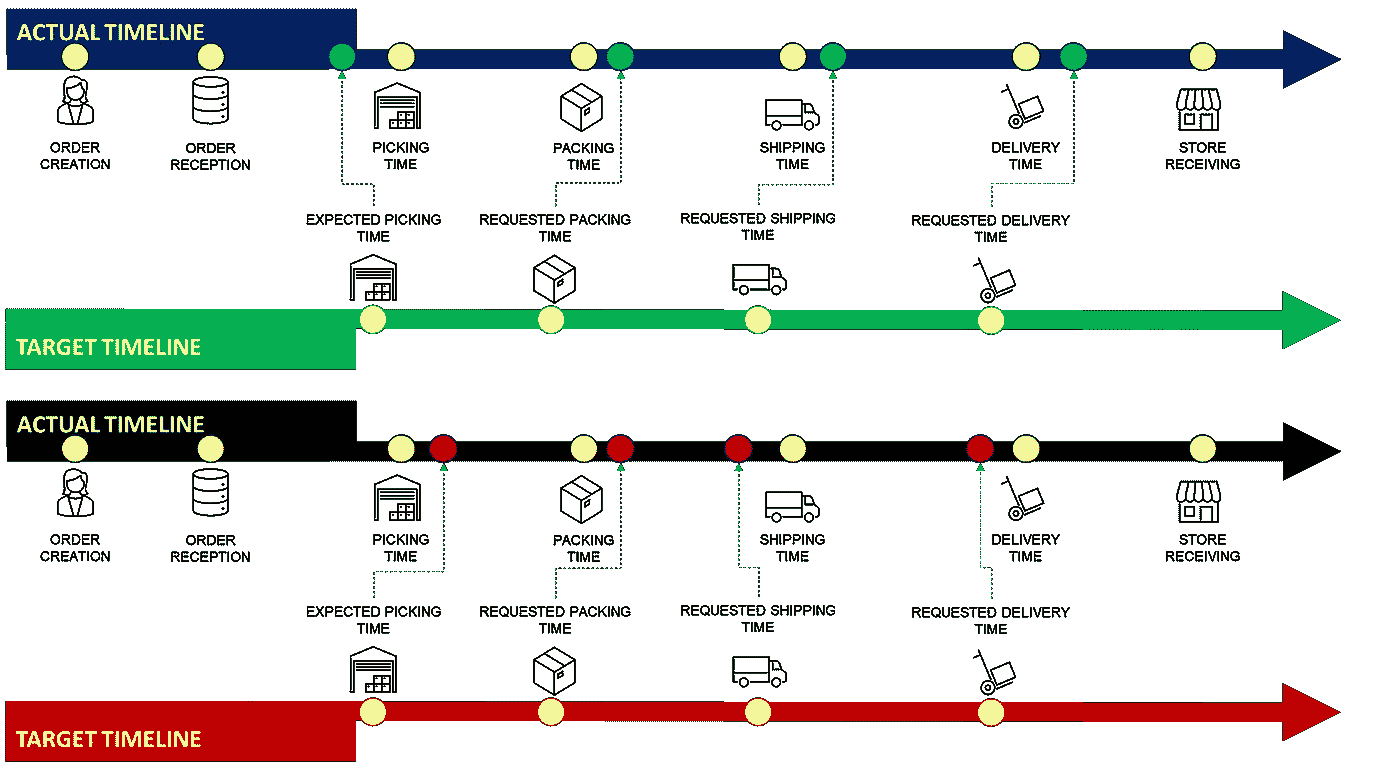 ACTUAL TIMELINE
ORDER
CREATION
ORDER
RECEPTION
PICKING
TIME
PACKING
TIME
SHIPPING
TIME
DELIVERY
TIME
STORE
RECEIVING
EXPECTED PICKING
TIME
REQUESTED PACKING
TIME
REQUESTED SHIPPING
TIME
REQUESTED DELIVERY
TIME
TARGET TIMELINE
ACTUAL TIMELINE
ORDER
CREATION
ORDER
RECEPTION
PICKING
TIME
PACKING
TIME
SHIPPING
TIME
DELIVERY
TIME
STORE
RECEIVING
EXPECTED PICKING
TIME
REQUESTED PACKING
TIME
REQUESTED SHIPPING
TIME
REQUESTED DELIVERY
TIME
TARGET TIMELINE